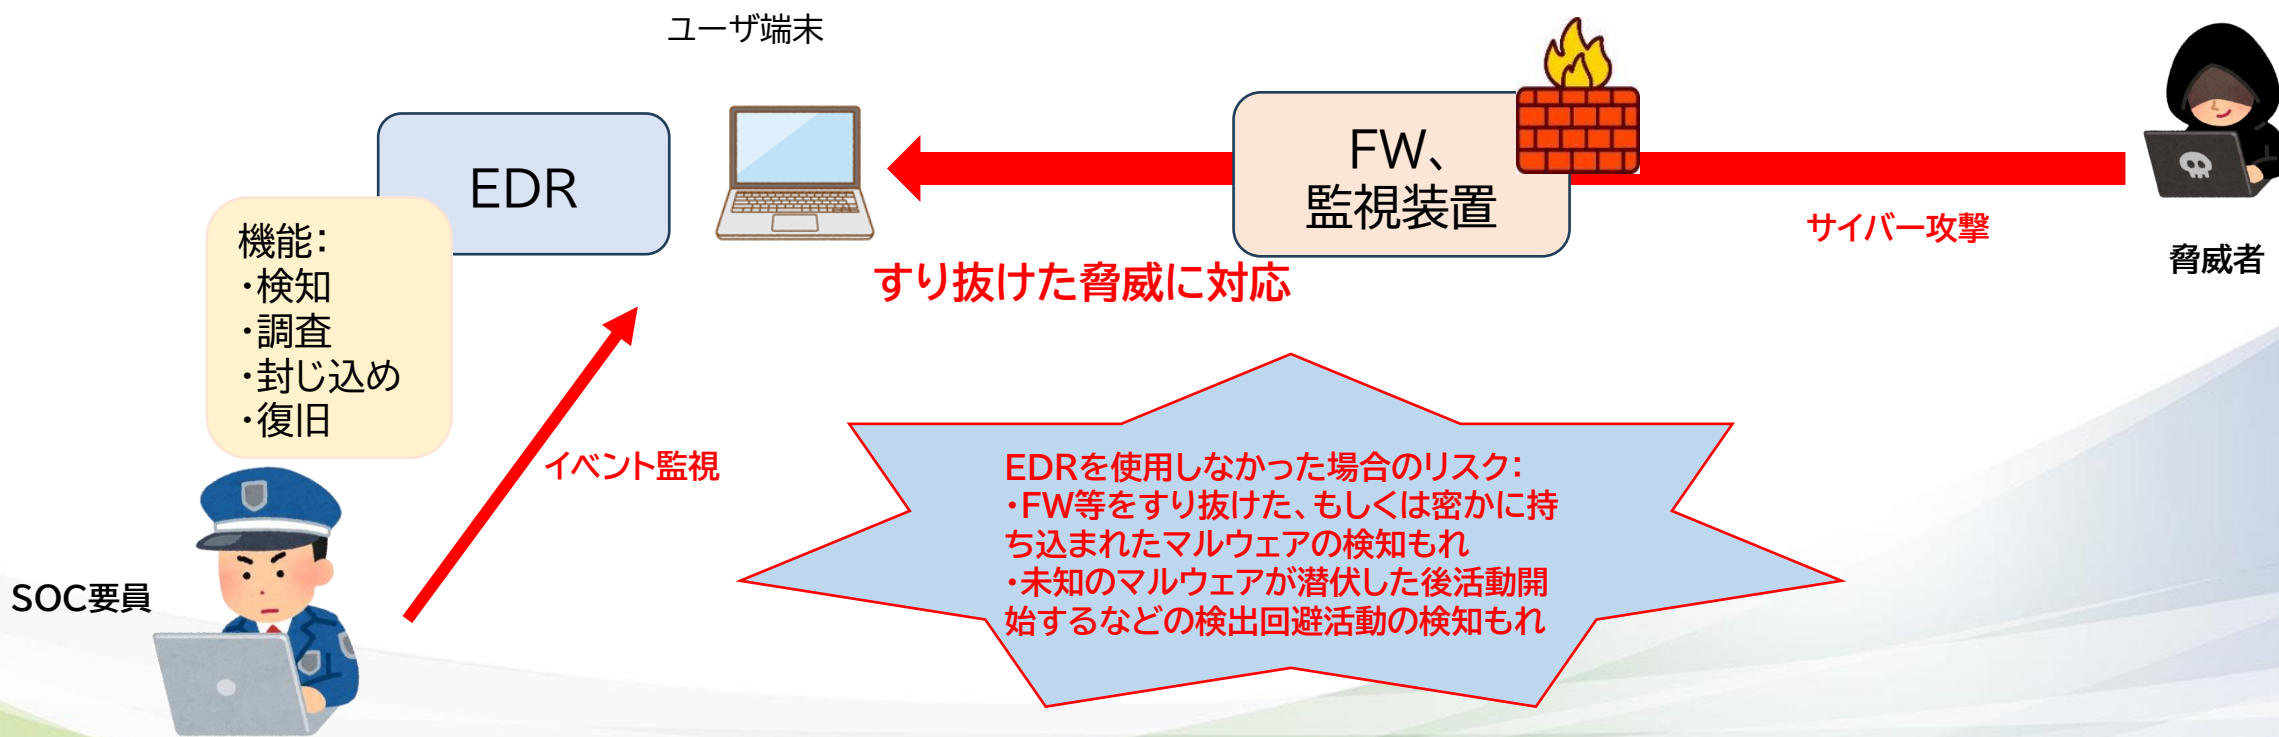 ユーザ端末
EDR
機能：
・検知
・調査
・封じ込め
・復旧
FW、
監視装置
サイバー攻撃
脅威者
すり抜けた脅威に対応
イベント監視
SOC要員
EDRを使用しなかった場合のリスク：
・FW等をすり抜けた、もしくは密かに持
ち込まれたマルウェアの検知もれ
・未知のマルウェアが潜伏した後活動開
始するなどの検出回避活動の検知もれ